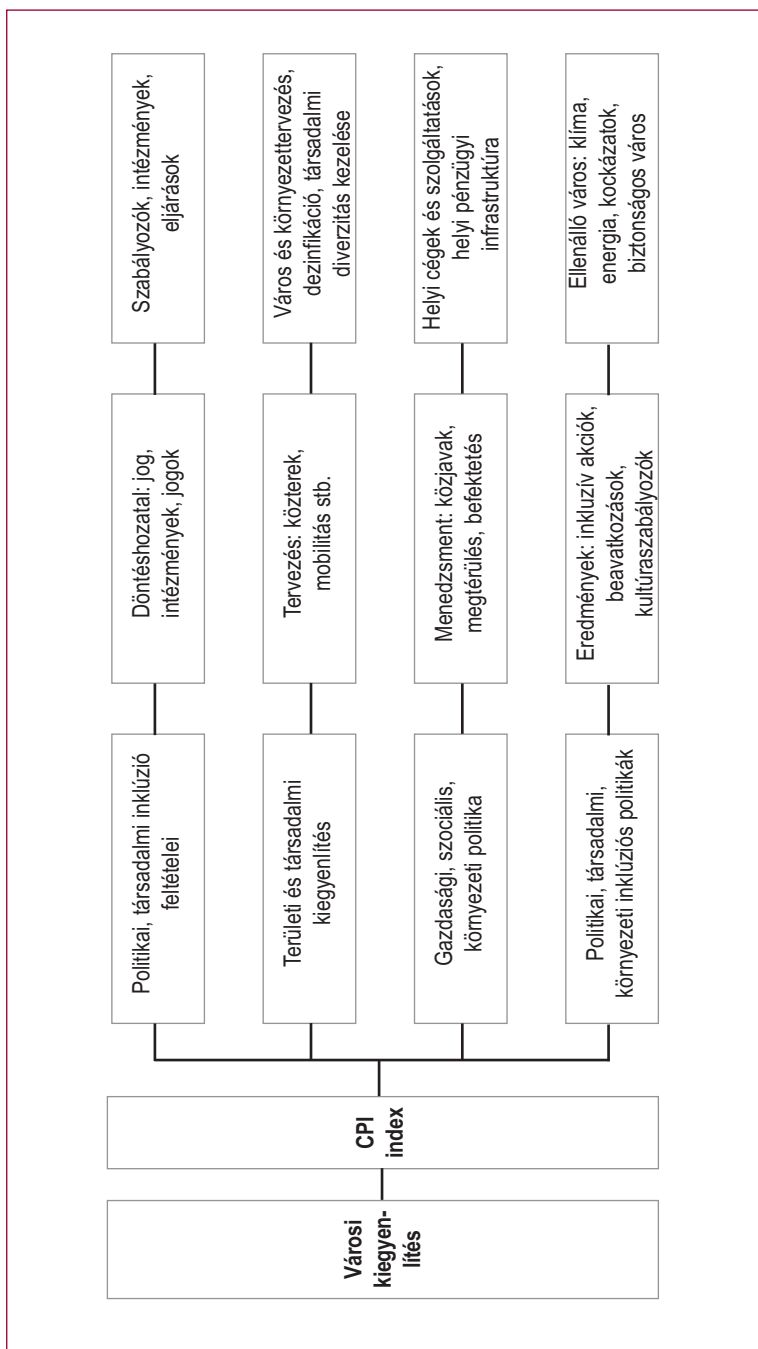 Városi
kiegyen-
lítés
CPI
index
Politikai, társadalmi inklúzió
feltételei
Döntéshozatal: jog,
intézmények, jogok
Szabályozók, intézmények,
eljárások
Területi és társadalmi
kiegyenlítés
Tervezés: közterek,
mobilitás stb.
Város és környezettervezés,
dezinfikáció, társadalmi
diverzitás kezelése
Gazdasági, szociális,
környezeti politika
Menedzsment: közjavak,
megtérülés, befektetés
Helyi cégek és szolgáltatások,
helyi pénzügyi
infrastruktúra
Politikai, társadalmi,
környezeti inklúziós politikák
Eredmények: inkluzív akciók,
beavatkozások,
kultúraszabályozók
Ellenálló város: klíma,
energia, kockázatok,
biztonságos város